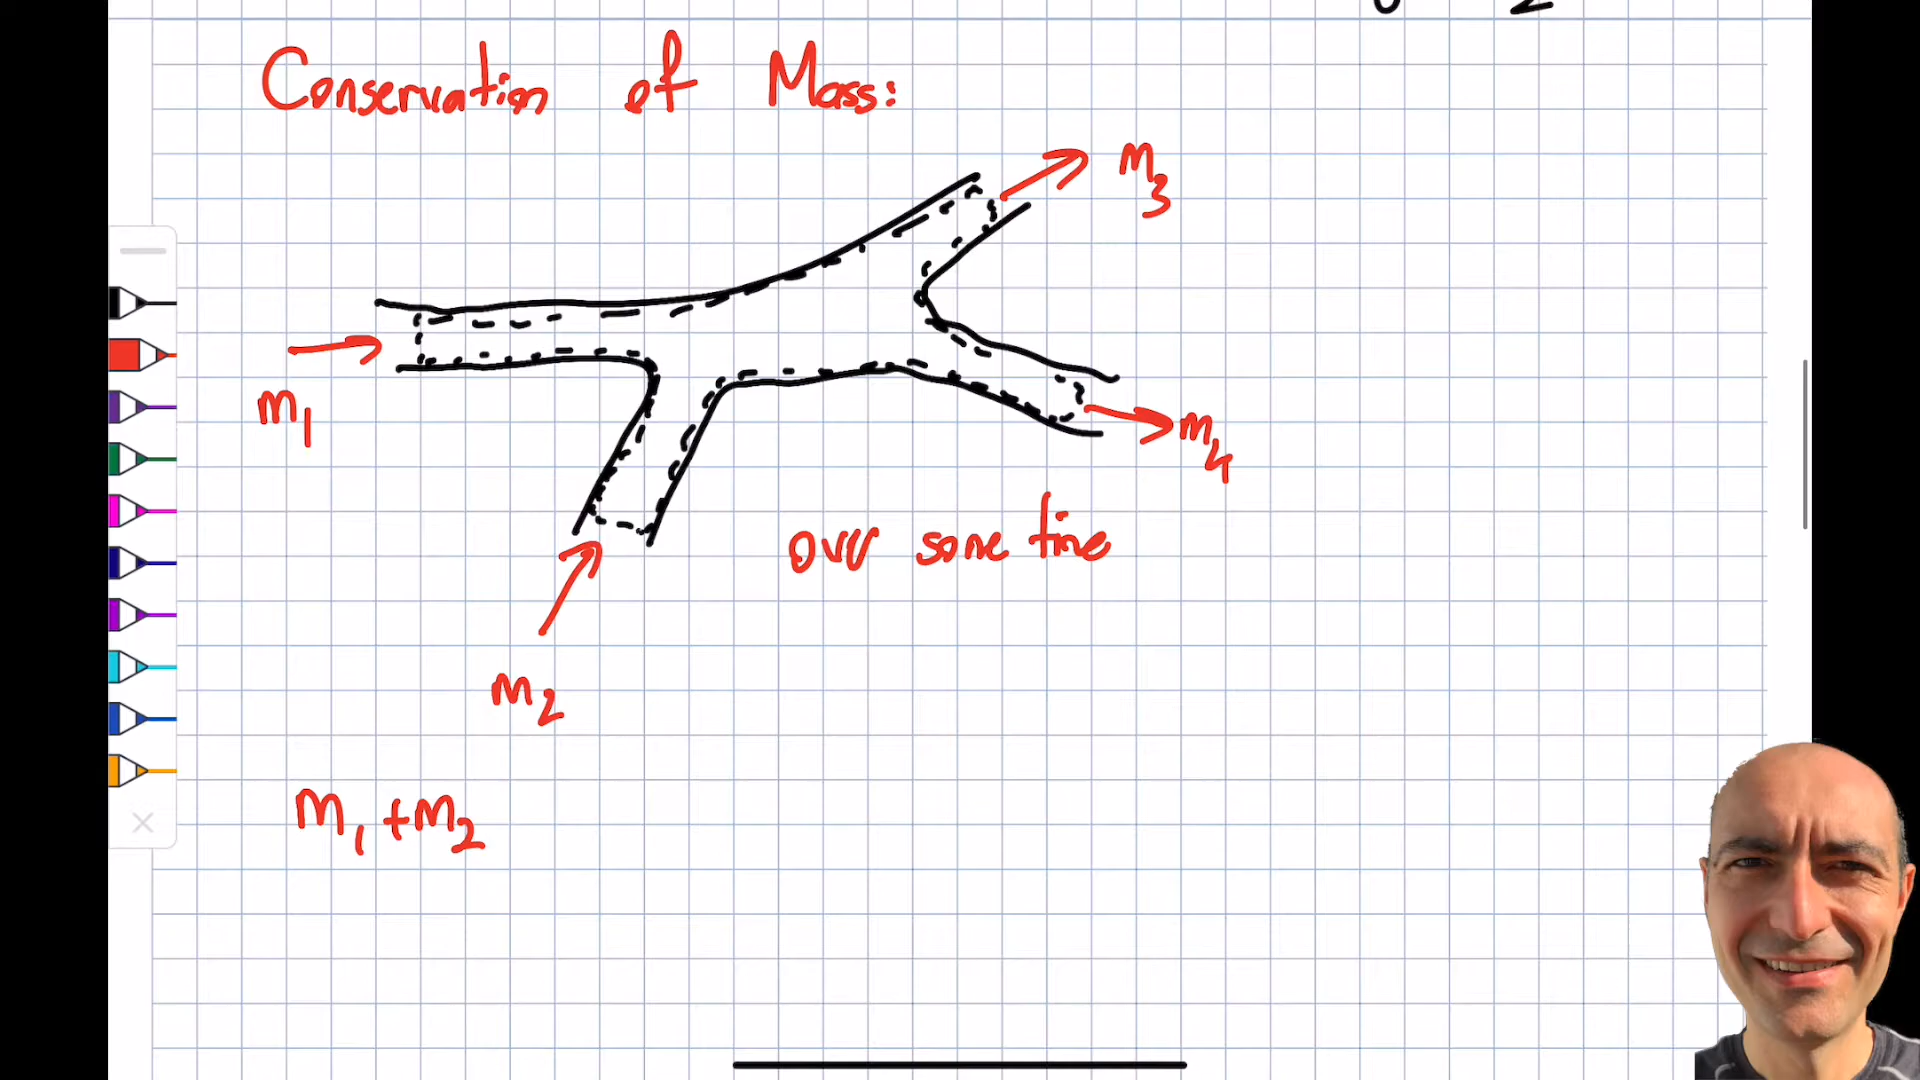 Conservation of Mass:
m3
m1
m4
over some time
m2
m1 + m2